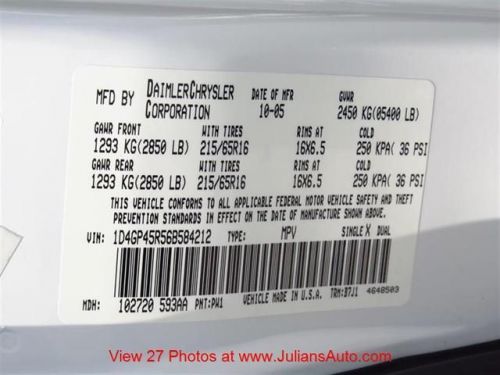 MFD BY DAIMLERCHRYSLER CORPORATION DATE OF MFR 10-05 GVWR 2450 KG(05400 LB)
GAWR FRONT WITH TIRES RIMS AT COLD
1293 KG(2850 LB) 215/65R16 16X6.5 250 KPA( 36 PSI)
GAWR REAR WITH TIRES RIMS AT COLD
1293 KG(2850 LB) 215/65R16 16X6.5 250 KPA( 36 PSI)
THIS VEHICLE CONFORMS TO ALL APPLICABLE FEDERAL MOTOR VEHICLE SAFETY,
BUMPER, AND THEFT PREVENTION STANDARDS IN EFFECT ON THE DATE OF MANUFACTURE SHOWN ABOVE.
VIN: 1D4GP45R56B584212 TYPE: MPV SINGLE X DUAL
MDH: 102720 593AA PNT:PW1 VEHICLE MADE IN U.S.A. TRM:B7J1 4648503
View 27 Photos at www.JuliansAuto.com